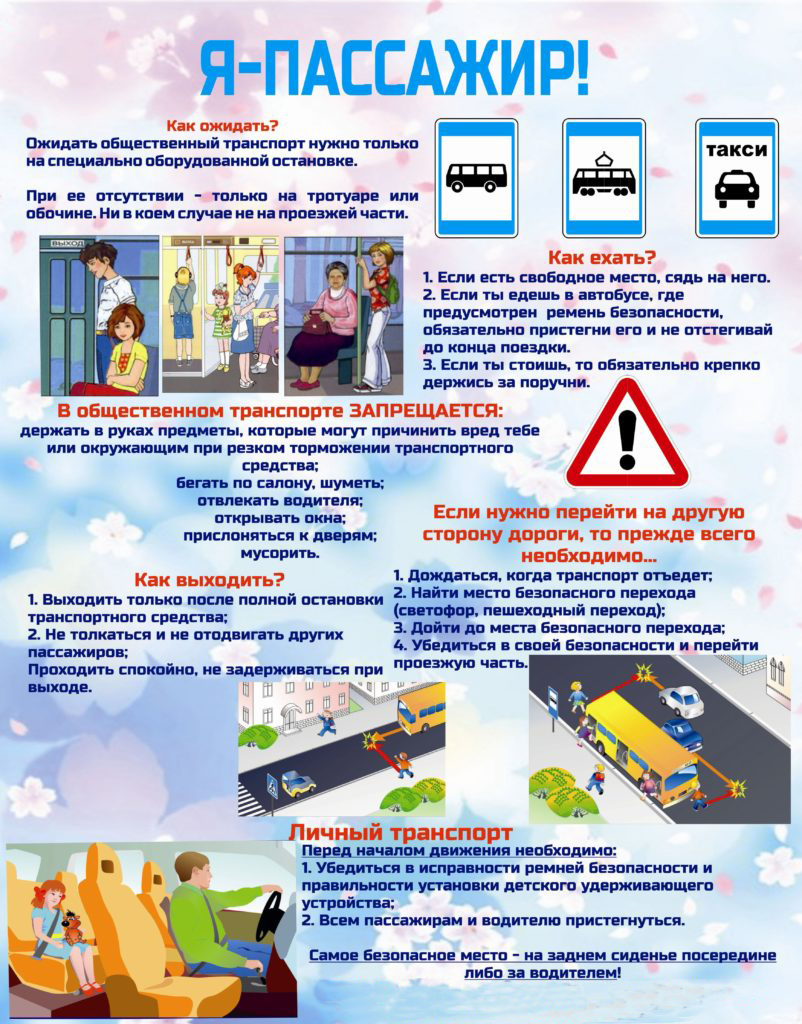 Я-ПАССАЖИР!
Как ожидать?
Ожидать общественный транспорт нужно только
на специально оборудованной остановке.
При ее отсутствии - только на тротуаре или
обочине. Ни в коем случае не на проезжей части.
такси
ВЫХОД
Как ехать?
1. Если есть свободное место, сядь на него.
2. Если ты едешь в автобусе, где
предусмотрен ремень безопасности,
обязательно пристегни его и не отстегивай
до конца поездки.
3. Если ты стоишь, то обязательно крепко
держись за поручни.
В общественном транспорте ЗАПРЕЩАЕТСЯ:
держать в руках предметы, которые могут причинить вред тебе
или окружающим при резком торможении транспортного
средства;
бегать по салону, шуметь;
отвлекать водителя;
открывать окна;
прислоняться к дверям;
мусорить.
Если нужно перейти на другую
сторону дороги, то прежде всего
необходимо...
1. Дождаться, когда транспорт отъедет;
2. Найти место безопасного перехода
(светофор, пешеходный переход);
3. Дойти до места безопасного перехода;
4. Убедиться в своей безопасности и перейти
проезжую часть.
Как выходить?
1. Выходить только после полной остановки
транспортного средства;
2. Не толкаться и не отодвигать других
пассажиров;
Проходить спокойно, не задерживаться при
выходе.
Личный транспорт
Перед началом движения необходимо:
1. Убедиться в исправности ремней безопасности и
правильности установки детского удерживающего
устройства;
2. Всем пассажирам и водителю пристегнуться.
Самое безопасное место - на заднем сиденье посередине
либо за водителем!